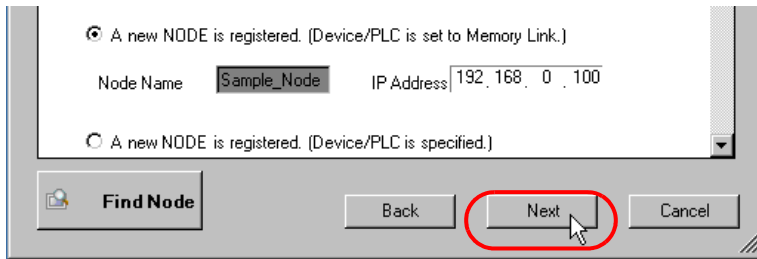 A new NODE is registered. (Device/PLC is set to Memory Link.)
Node Name Sample_Node IP Address 192 . 168 . 0 . 100
A new NODE is registered. (Device/PLC is specified.)
Find Node Back Next Cancel